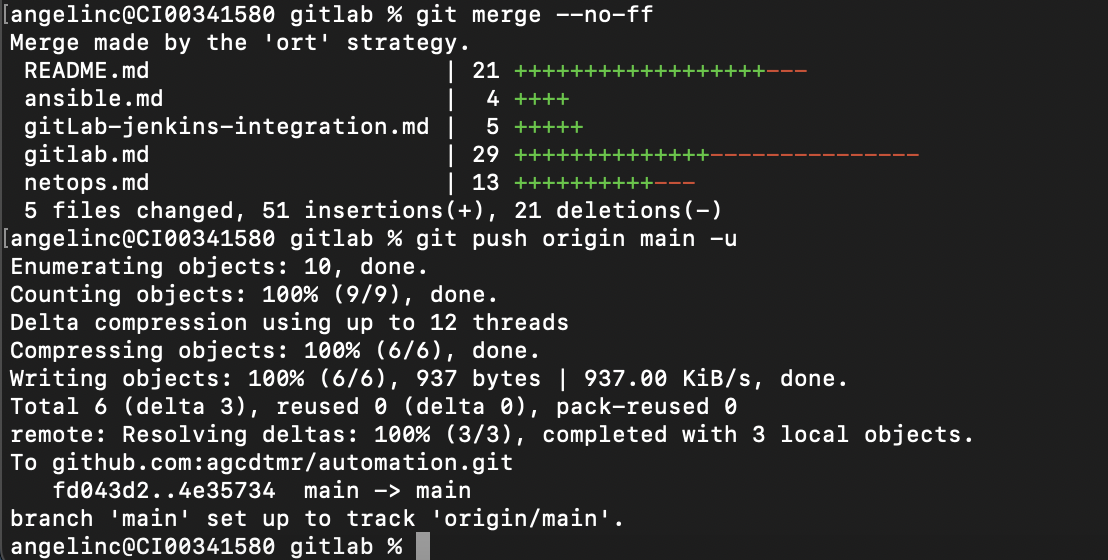 [angelinc@CI00341580 gitlab % git merge --no-ff
Merge made by the 'ort' strategy.
 README.md                     | 21 ++++++++++++++++++---
 ansible.md                    |  4 ++++
 gitLab-jenkins-integration.md |  5 +++++
 gitlab.md                     | 29 ++++++++++++++---------------
 netops.md                     | 13 ++++++++++---
 5 files changed, 51 insertions(+), 21 deletions(-)
[angelinc@CI00341580 gitlab % git push origin main -u
Enumerating objects: 10, done.
Counting objects: 100% (9/9), done.
Delta compression using up to 12 threads
Compressing objects: 100% (6/6), done.
Writing objects: 100% (6/6), 937 bytes | 937.00 KiB/s, done.
Total 6 (delta 3), reused 0 (delta 0), pack-reused 0
remote: Resolving deltas: 100% (3/3), completed with 3 local objects.
To github.com:agcdtmr/automation.git
   fd043d2..4e35734  main -> main
branch 'main' set up to track 'origin/main'.
angelinc@CI00341580 gitlab %